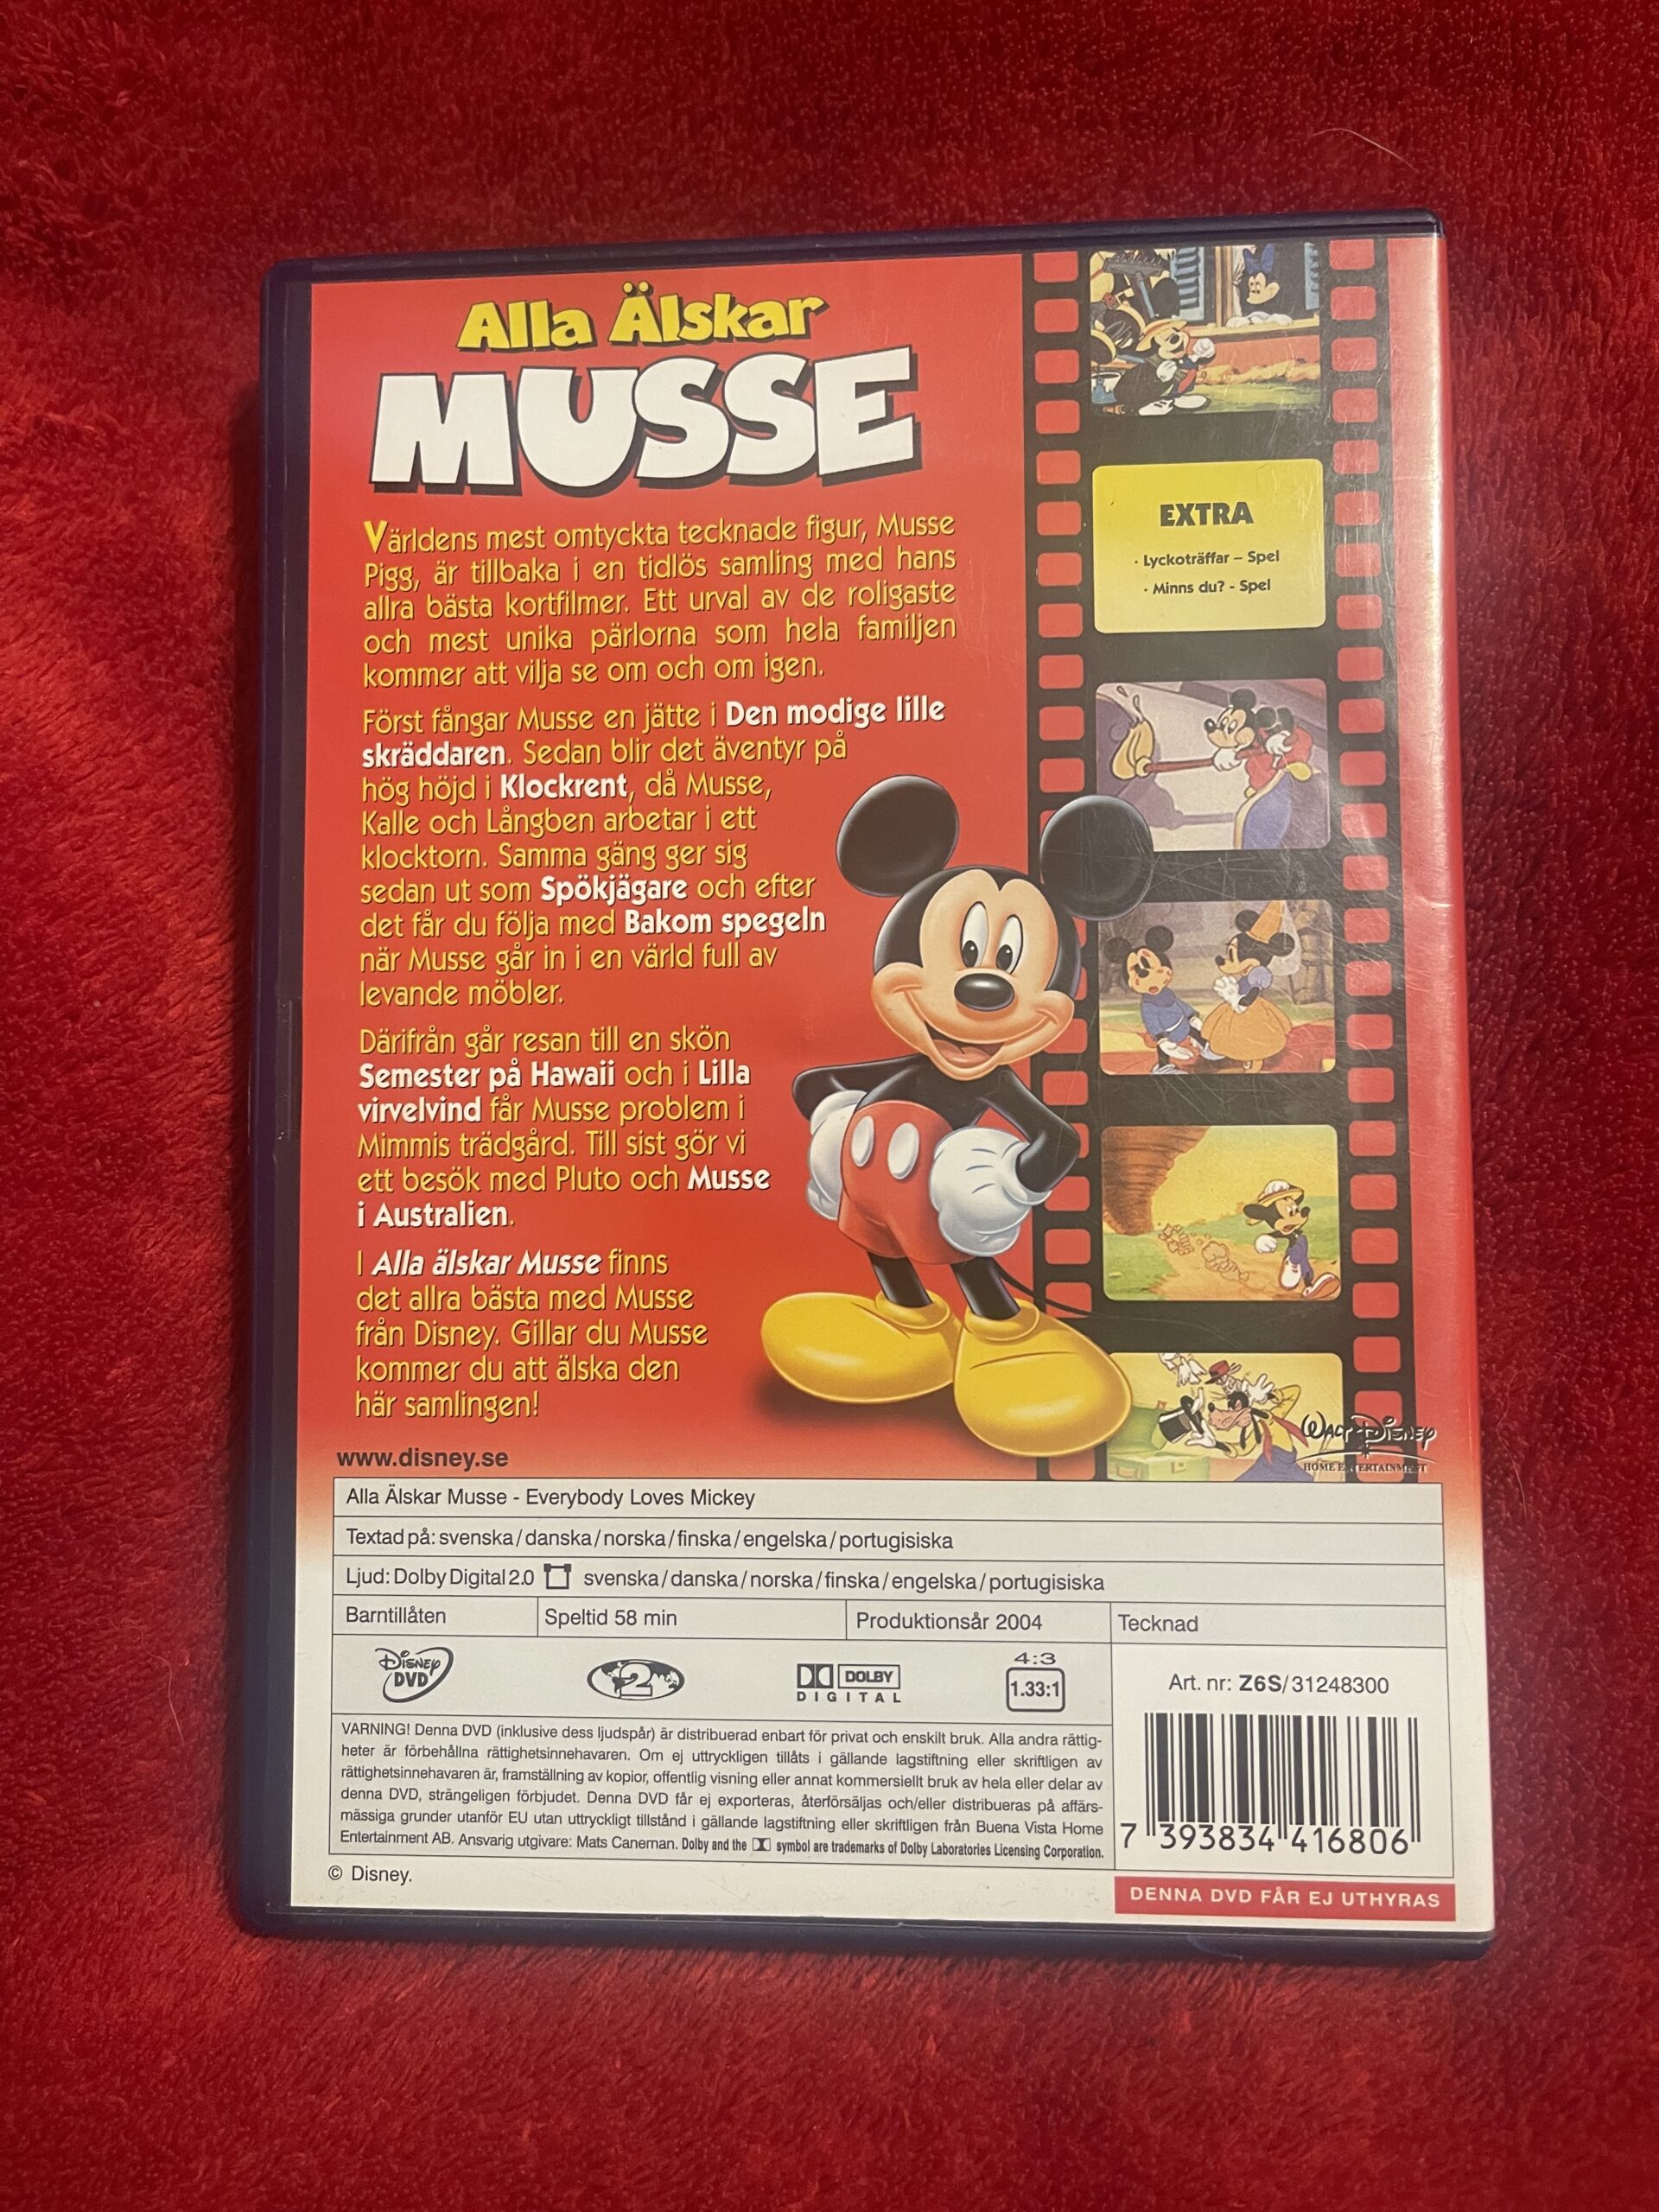 Alla Älskar
MUSSE
Världens mest omtyckta tecknade figur, Musse
Pigg, är tillbaka i en tidlös samling med hans
allra bästa kortfilmer. Ett urval av de roligaste
och mest unika pärlorna som hela familjen
kommer att vilja se om och om igen.
Först fångar Musse en jätte i Den modige lille
skräddaren. Sedan blir det äventyr på
hög höjd i Klockrent, då Musse,
Kalle och Långben arbetar i ett
klocktorn. Samma gäng ger sig
sedan ut som Spökjägare och efter
det får du följa med Bakom spegeln
när Musse går in i en värld full av
levande möbler.
Därifrån går resan till en skön
Semester på Hawaii och i Lilla
virvelvind får Musse problem i
Mimmis trädgård. Till sist gör vi
ett besök med Pluto och Musse
i Australien.
I Alla älskar Musse finns
det allra bästa med Musse
från Disney. Gillar du Musse
kommer du att älska den
här samlingen!
www.disney.se
EXTRA
· Lyckoträffar – Spel
· Minns du? - Spel
WALT DISNEY
HOME ENTERTAINMENT
Alla Älskar Musse - Everybody Loves Mickey
Textad på: svenska/danska/norska/finska/engelska/portugisiska
Ljud: Dolby Digital 2.0 svenska/danska/norska/finska/engelska/portugisiska
Barntillåten Speltid 58 min Produktionsår 2004 Tecknad
Disney DVD
2
DOLBY
DIGITAL
4:3
1.33:1
Art. nr: Z6S/31248300
VARNING! Denna DVD (inklusive dess ljudspår) är distribuerad enbart för privat och enskilt bruk. Alla andra rättig-
heter är förbehållna rättighetsinnehavaren. Om ej uttryckligen tillåts i gällande lagstiftning eller skriftligen av
rättighetsinnehavaren är, framställning av kopior, offentlig visning eller annat kommersiellt bruk av hela eller delar av
denna DVD, strängeligen förbjudet. Denna DVD får ej exporteras, återförsäljas och/eller distribueras på affärs-
mässiga grunder utanför EU utan uttryckligt tillstånd i gällande lagstiftning eller skriftligen från Buena Vista Home
Entertainment AB. Ansvarig utgivare: Mats Caneman. Dolby and the symbol are trademarks of Dolby Laboratories Licensing Corporation.
7 393834 416806
© Disney.
DENNA DVD FÅR EJ UTHYRAS